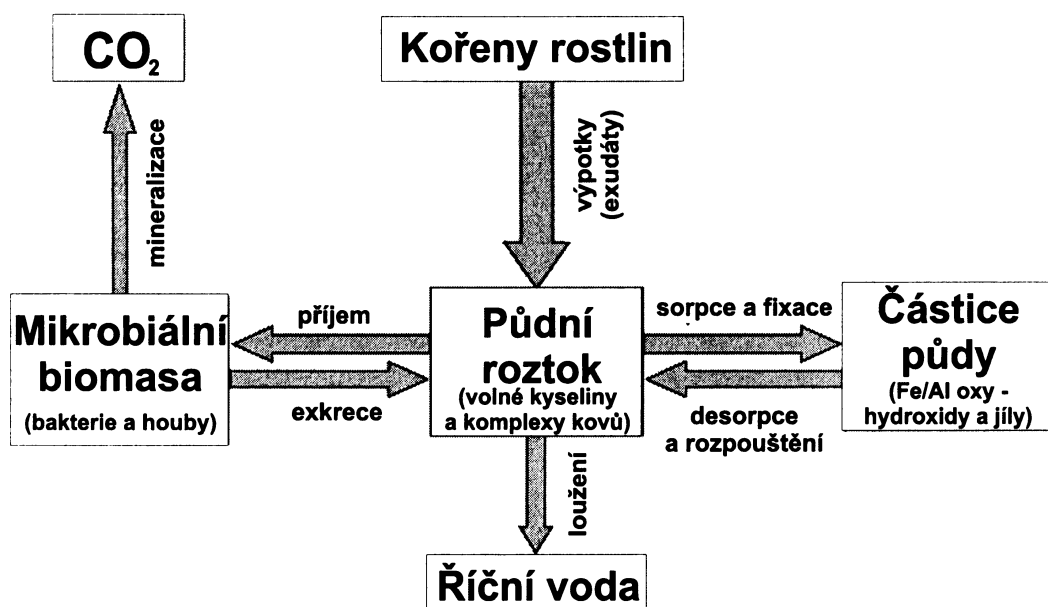 CO2
Kořeny rostlin
mineralizace
výpotky
(exudáty)
Mikrobiální
biomasa
(bakterie a houby)
příjem
exkrece
Půdní
roztok
(volné kyseliny
a komplexy kovů)
sorpce a fixace
desorpce
a rozpouštění
Částice
půdy
(Fe/Al oxy -
hydroxidy a jíly)
loužení
Říční voda